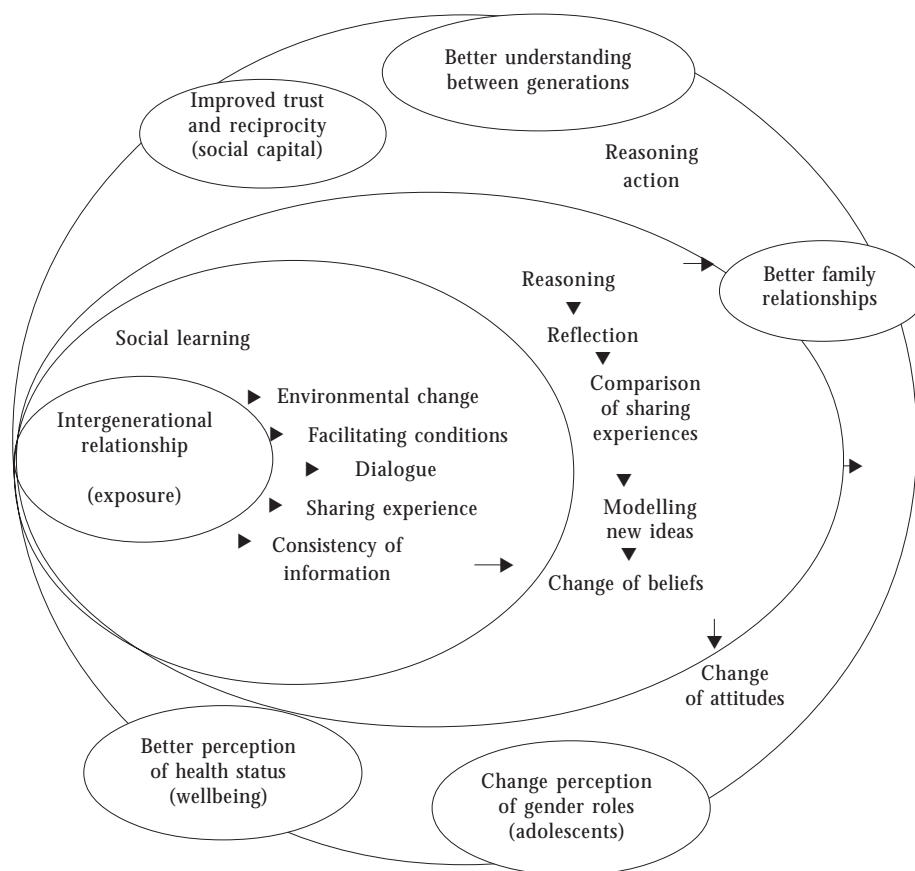 Better understanding
between generations
Improved trust
and reciprocity
(social capital)
Reasoning
action
Better family
relationships
Reasoning
Reflection
Comparison
of sharing
experiences
Modelling
new ideas
Change of beliefs
Change
of attitudes
Social learning
Intergenerational
relationship
(exposure)
Environmental change
Facilitating conditions
Dialogue
Sharing experience
Consistency of
information
Better perception
of health status
(wellbeing)
Change perception
of gender roles
(adolescents)